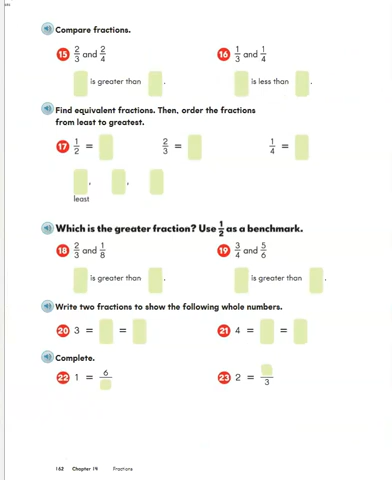 Compare fractions.
15 2/3 and 2/4
16 1/3 and 1/4
is greater than .
is less than .
Find equivalent fractions. Then, order the fractions
from least to greatest.
17 1/2 = 2/3 = 1/4 =
, ,
least
Which is the greater fraction? Use 1/2 as a benchmark.
18 2/3 and 1/8
19 3/4 and 5/6
is greater than .
is greater than .
Write two fractions to show the following whole numbers.
20 3 = =
21 4 = =
Complete.
22 1 = 6/
23 2 = /3
162 Chapter 14 Fractions